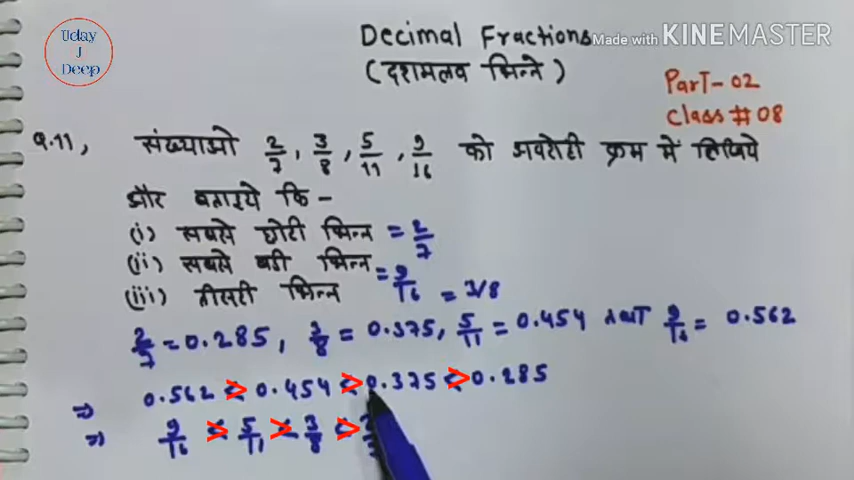 Uday
J
Deep
Decimal Fractions
Made with KINEMASTER
(दशमलव भिन्ने)
Part-02
Class # 08
Q.11, संख्याओ 2/7, 3/8, 5/11, 9/16 को अवरोही क्रम में लिखिये
और बताइये कि -
(i) सबसे छोटी भिन्न = 2/7
(ii) सबसे बडी भिन्न = 9/16
(iii) तीसरी भिन्न = 3/8
2/7 = 0.285, 3/8 = 0.375, 5/11 = 0.454 तथा 9/16 = 0.562
⇒ 0.562 > 0.454 > 0.375 > 0.285
⇒ 9/16 > 5/11 > 3/8 >